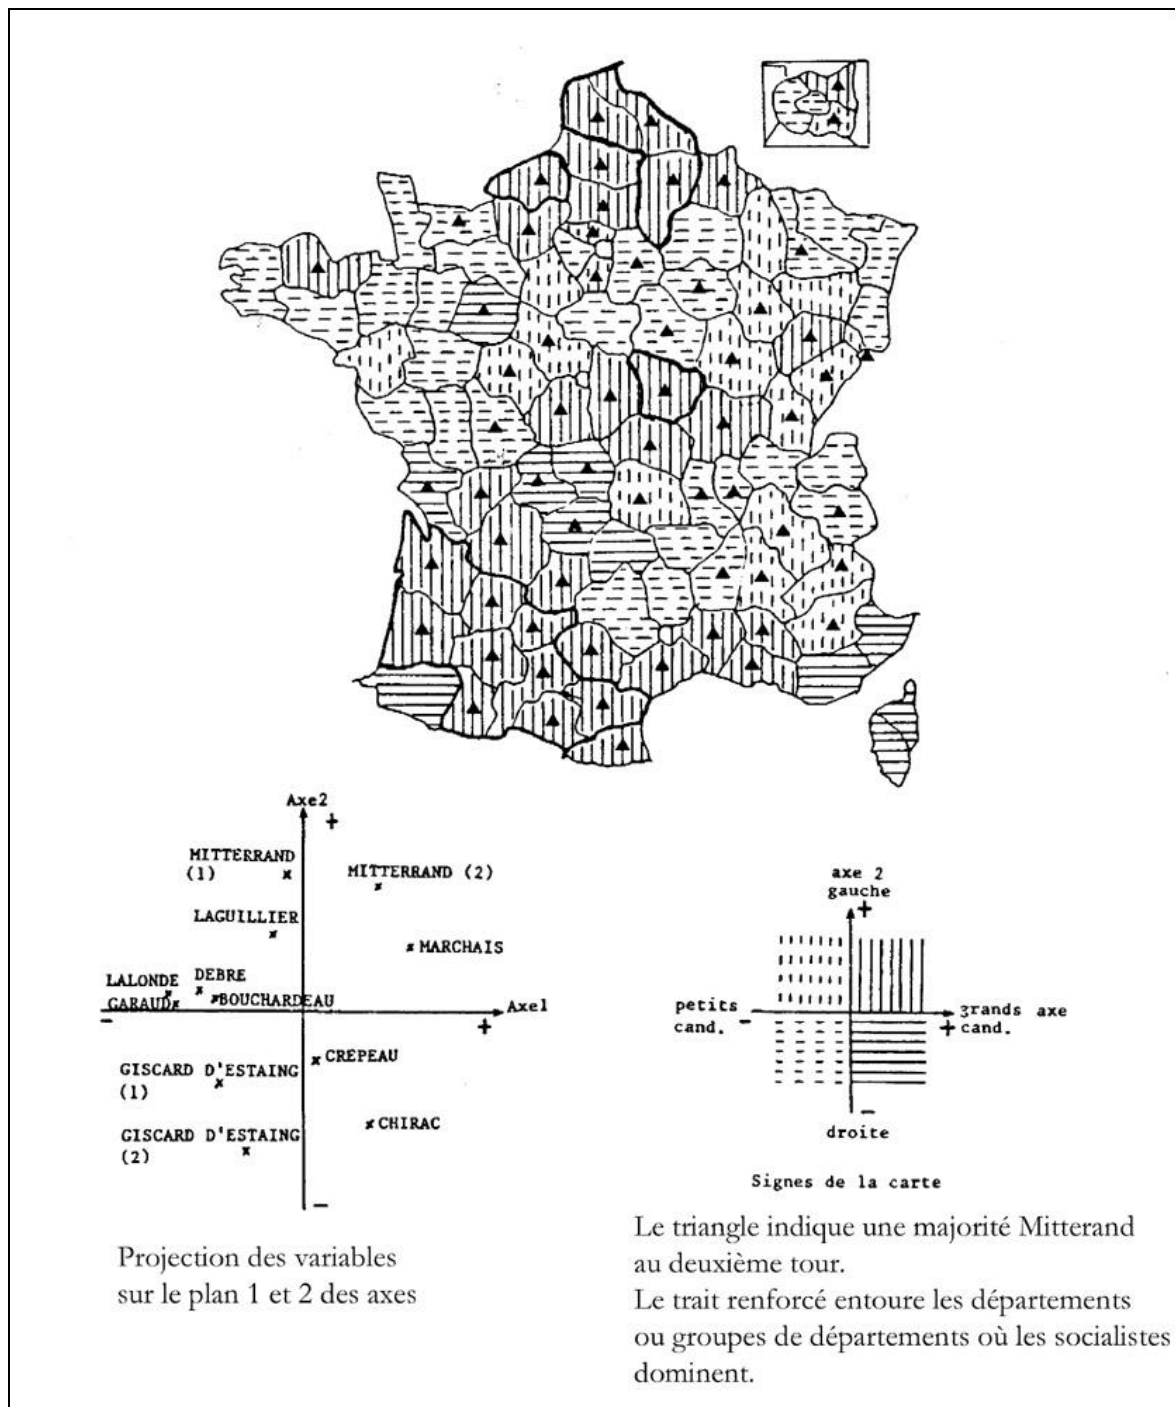 Axe2
+
MITTERRAND
(1)
MITTERRAND (2)
LAGUILLIER
MARCHAIS
LALONDE
DEBRE
GARAUD
BOUCHARDEAU
Axe1
-
+
CREPEAU
GISCARD D'ESTAING
(1)
CHIRAC
GISCARD D'ESTAING
(2)
-
axe 2
gauche
+
petits
cand.
-
grands axe
+ cand.
-
droite
Signes de la carte
Projection des variables
sur le plan 1 et 2 des axes
Le triangle indique une majorité Mitterand
au deuxième tour.
Le trait renforcé entoure les départements
ou groupes de départements où les socialistes
dominent.